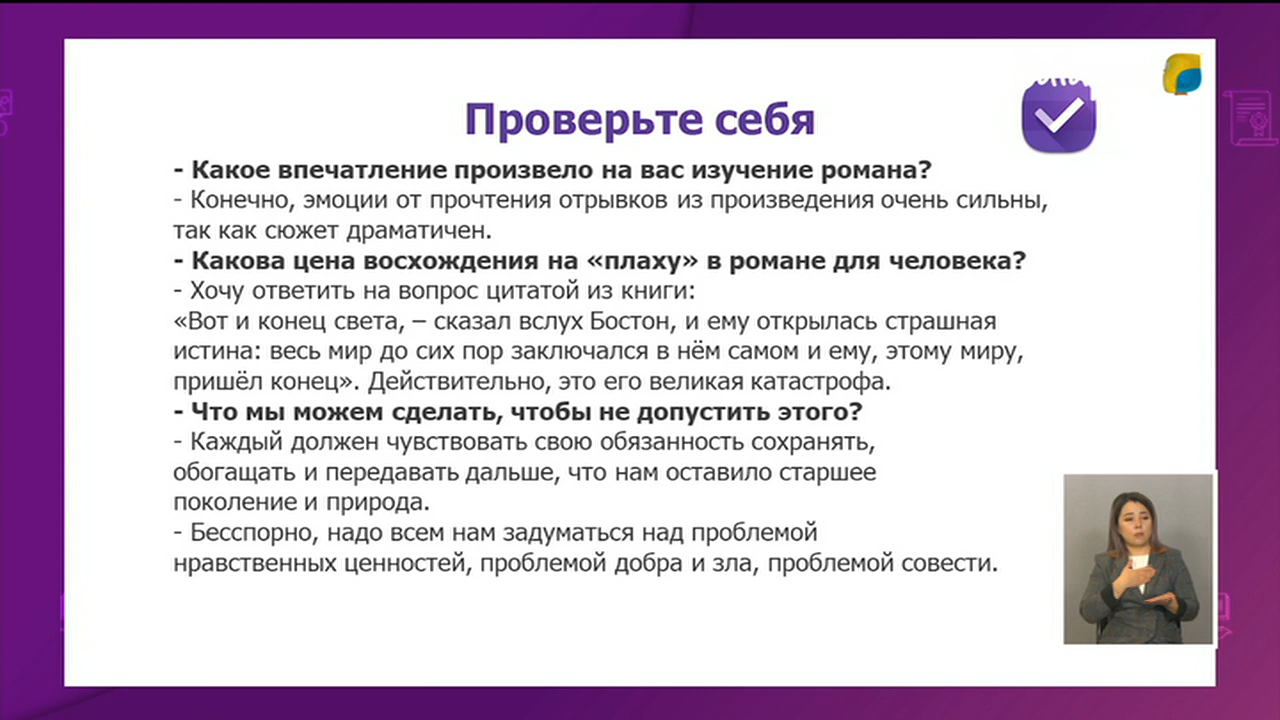 Проверьте себя
- Какое впечатление произвело на вас изучение романа?
- Конечно, эмоции от прочтения отрывков из произведения очень сильны,
так как сюжет драматичен.
- Какова цена восхождения на «плаху» в романе для человека?
- Хочу ответить на вопрос цитатой из книги:
«Вот и конец света, – сказал вслух Бостон, и ему открылась страшная
истина: весь мир до сих пор заключался в нём самом и ему, этому миру,
пришёл конец». Действительно, это его великая катастрофа.
- Что мы можем сделать, чтобы не допустить этого?
- Каждый должен чувствовать свою обязанность сохранять,
обогащать и передавать дальше, что нам оставило старшее
поколение и природа.
- Бесспорно, надо всем нам задуматься над проблемой
нравственных ценностей, проблемой добра и зла, проблемой совести.